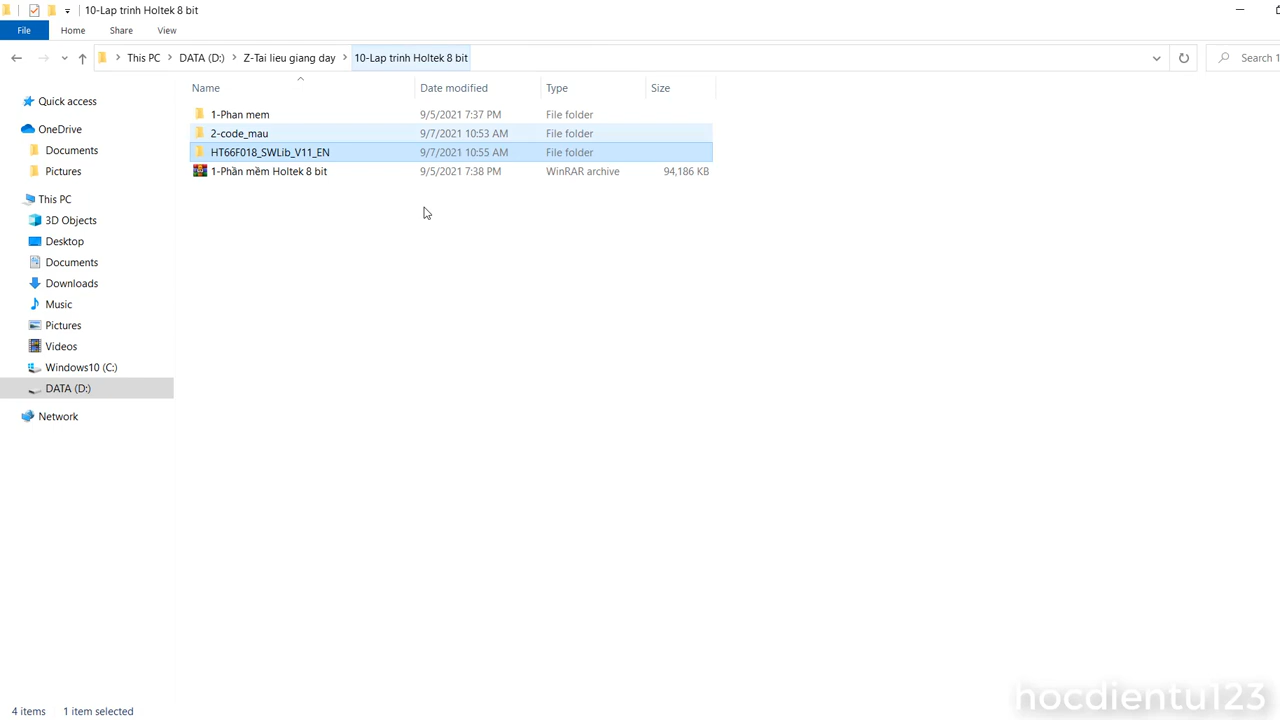 10-Lap trinh Holtek 8 bit
File Home Share View
This PC DATA (D:) Z-Tai lieu giang day 10-Lap trinh Holtek 8 bit Search 1
Name Date modified Type Size
1-Phan mem 9/5/2021 7:37 PM File folder
2-code_mau 9/7/2021 10:53 AM File folder
HT66F018_SWLib_V11_EN 9/7/2021 10:55 AM File folder
1-Phần mềm Holtek 8 bit 9/5/2021 7:38 PM WinRAR archive 94,186 KB
Quick access
OneDrive
Documents
Pictures
This PC
3D Objects
Desktop
Documents
Downloads
Music
Pictures
Videos
Windows10 (C:)
DATA (D:)
Network
4 items 1 item selected
hocdientu123